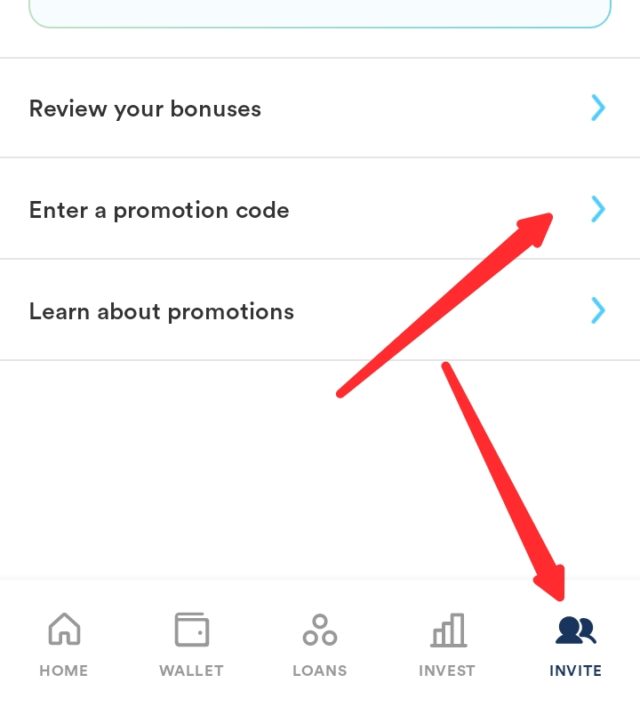 Review your bonuses
Enter a promotion code
Learn about promotions
HOME WALLET LOANS INVEST INVITE